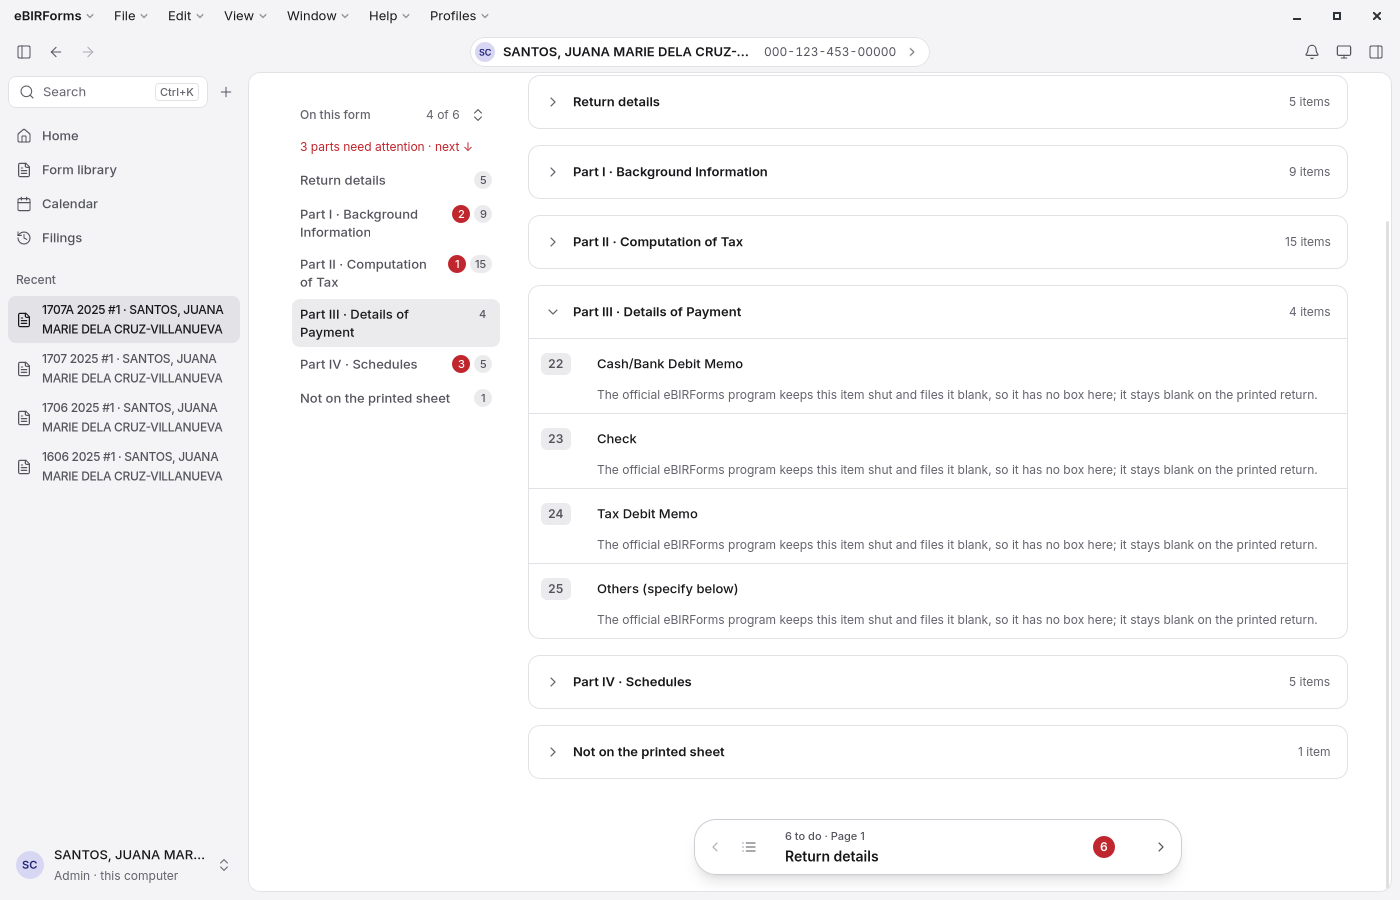 eBIRForms File Edit View Window Help Profiles
SC SANTOS, JUANA MARIE DELA CRUZ-... 000-123-453-00000
Search Ctrl+K
Home
Form library
Calendar
Filings
Recent
1707A 2025 #1 · SANTOS, JUANA
MARIE DELA CRUZ-VILLANUEVA
1707 2025 #1 · SANTOS, JUANA
MARIE DELA CRUZ-VILLANUEVA
1706 2025 #1 · SANTOS, JUANA
MARIE DELA CRUZ-VILLANUEVA
1606 2025 #1 · SANTOS, JUANA
MARIE DELA CRUZ-VILLANUEVA
SC SANTOS, JUANA MAR...
Admin · this computer
On this form 4 of 6
3 parts need attention · next ↓
Return details 5
Part I · Background 2 9
Information
Part II · Computation 1 15
of Tax
Part III · Details of 4
Payment
Part IV · Schedules 3 5
Not on the printed sheet 1
Return details 5 items
Part I · Background Information 9 items
Part II · Computation of Tax 15 items
Part III · Details of Payment 4 items
22 Cash/Bank Debit Memo
The official eBIRForms program keeps this item shut and files it blank, so it has no box here; it stays blank on the printed return.
23 Check
The official eBIRForms program keeps this item shut and files it blank, so it has no box here; it stays blank on the printed return.
24 Tax Debit Memo
The official eBIRForms program keeps this item shut and files it blank, so it has no box here; it stays blank on the printed return.
25 Others (specify below)
The official eBIRForms program keeps this item shut and files it blank, so it has no box here; it stays blank on the printed return.
Part IV · Schedules 5 items
Not on the printed sheet 1 item
6 to do · Page 1
Return details 6